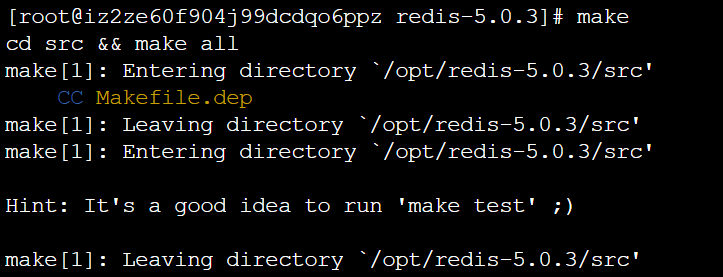 [root@iz2ze60f904j99dcdqo6ppz redis-5.0.3]# make
cd src && make all
make[1]: Entering directory `/opt/redis-5.0.3/src'
    CC Makefile.dep
make[1]: Leaving directory `/opt/redis-5.0.3/src'
make[1]: Entering directory `/opt/redis-5.0.3/src'
Hint: It's a good idea to run 'make test' ;)
make[1]: Leaving directory `/opt/redis-5.0.3/src'